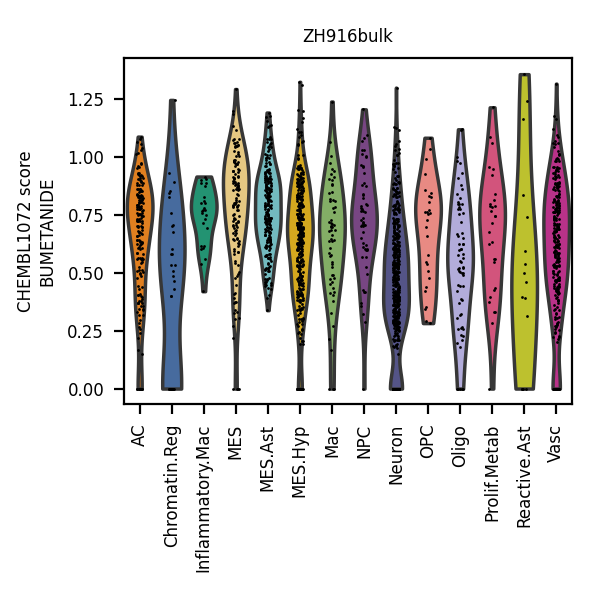 ZH916bulk
CHEMBL1072 score
BUMETANIDE
1.25
1.00
0.75
0.50
0.25
0.00
AC
Chromatin.Reg
Inflammatory.Mac
MES
MES.Ast
MES.Hyp
Mac
NPC
Neuron
OPC
Oligo
Prolif.Metab
Reactive.Ast
Vasc